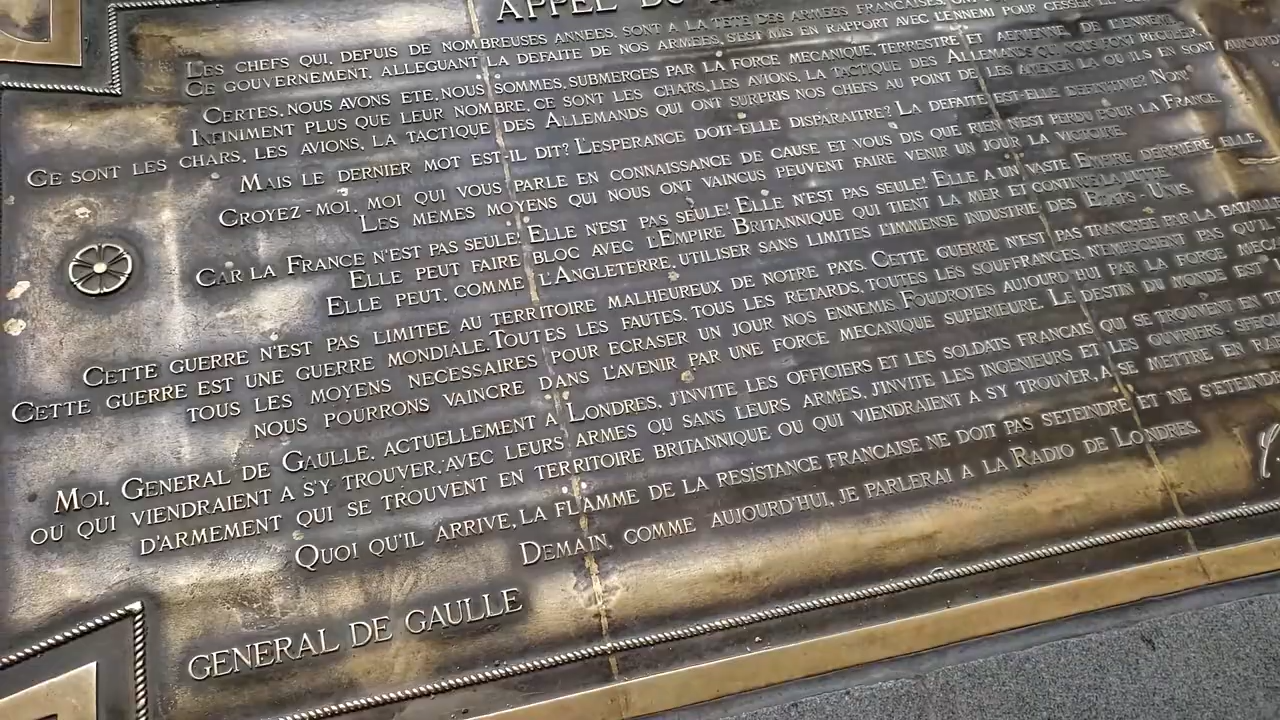 APPEL DU
LES CHEFS QUI, DEPUIS DE NOMBREUSES ANNEES, SONT A LA TETE DES ARMEES FRANÇAISES, ONT
CE GOUVERNEMENT, ALLEGUANT LA DEFAITE DE NOS ARMEES, S'EST MIS EN RAPPORT AVEC L'ENNEMI POUR CESSER LE
CERTES, NOUS AVONS ETE, NOUS SOMMES, SUBMERGES PAR LA FORCE MECANIQUE, TERRESTRE ET AERIENNE, DE L'ENNEMI.
INFINIMENT PLUS QUE LEUR NOMBRE, CE SONT LES CHARS, LES AVIONS, LA TACTIQUE DES ALLEMANDS QUI NOUS FONT RECULER.
CE SONT LES CHARS, LES AVIONS, LA TACTIQUE DES ALLEMANDS QUI ONT SURPRIS NOS CHEFS AU POINT DE LES AMENER LA OU ILS EN SONT AUJOURD
MAIS LE DERNIER MOT EST-IL DIT? L'ESPERANCE DOIT-ELLE DISPARAITRE? LA DEFAITE EST-ELLE DEFINITIVE? NON!
CROYEZ-MOI, MOI QUI VOUS PARLE EN CONNAISSANCE DE CAUSE ET VOUS DIS QUE RIEN N'EST PERDU POUR LA FRANCE.
LES MEMES MOYENS QUI NOUS ONT VAINCUS PEUVENT FAIRE VENIR UN JOUR LA VICTOIRE.
CAR LA FRANCE N'EST PAS SEULE! ELLE N'EST PAS SEULE! ELLE N'EST PAS SEULE! ELLE A UN VASTE EMPIRE DERRIERE ELLE.
ELLE PEUT FAIRE BLOC AVEC L'EMPIRE BRITANNIQUE QUI TIENT LA MER ET CONTINUE LA LUTTE.
ELLE PEUT, COMME L'ANGLETERRE, UTILISER SANS LIMITES L'IMMENSE INDUSTRIE DES ETATS-UNIS.
CETTE GUERRE N'EST PAS LIMITEE AU TERRITOIRE MALHEUREUX DE NOTRE PAYS. CETTE GUERRE N'EST PAS TRANCHEE PAR LA BATAILLE
CETTE GUERRE EST UNE GUERRE MONDIALE. TOUTES LES FAUTES, TOUS LES RETARDS, TOUTES LES SOUFFRANCES, N'EMPECHENT PAS QU'IL
TOUS LES MOYENS NECESSAIRES POUR ECRASER UN JOUR NOS ENNEMIS. FOUDROYES AUJOURD'HUI PAR LA FORCE
NOUS POURRONS VAINCRE DANS L'AVENIR PAR UNE FORCE MECANIQUE SUPERIEURE. LE DESTIN DU MONDE EST
MOI, GENERAL DE GAULLE, ACTUELLEMENT A LONDRES, J'INVITE LES OFFICIERS ET LES SOLDATS FRANÇAIS QUI SE TROUVENT EN
OU QUI VIENDRAIENT A S'Y TROUVER, AVEC LEURS ARMES OU SANS LEURS ARMES, J'INVITE LES INGENIEURS ET LES OUVRIERS
D'ARMEMENT QUI SE TROUVENT EN TERRITOIRE BRITANNIQUE OU QUI VIENDRAIENT A S'Y TROUVER, A SE METTRE EN
QUOI QU'IL ARRIVE, LA FLAMME DE LA RESISTANCE FRANÇAISE NE DOIT PAS S'ETEINDRE ET NE
DEMAIN, COMME AUJOURD'HUI, JE PARLERAI A LA RADIO DE LONDRES.
GENERAL DE GAULLE